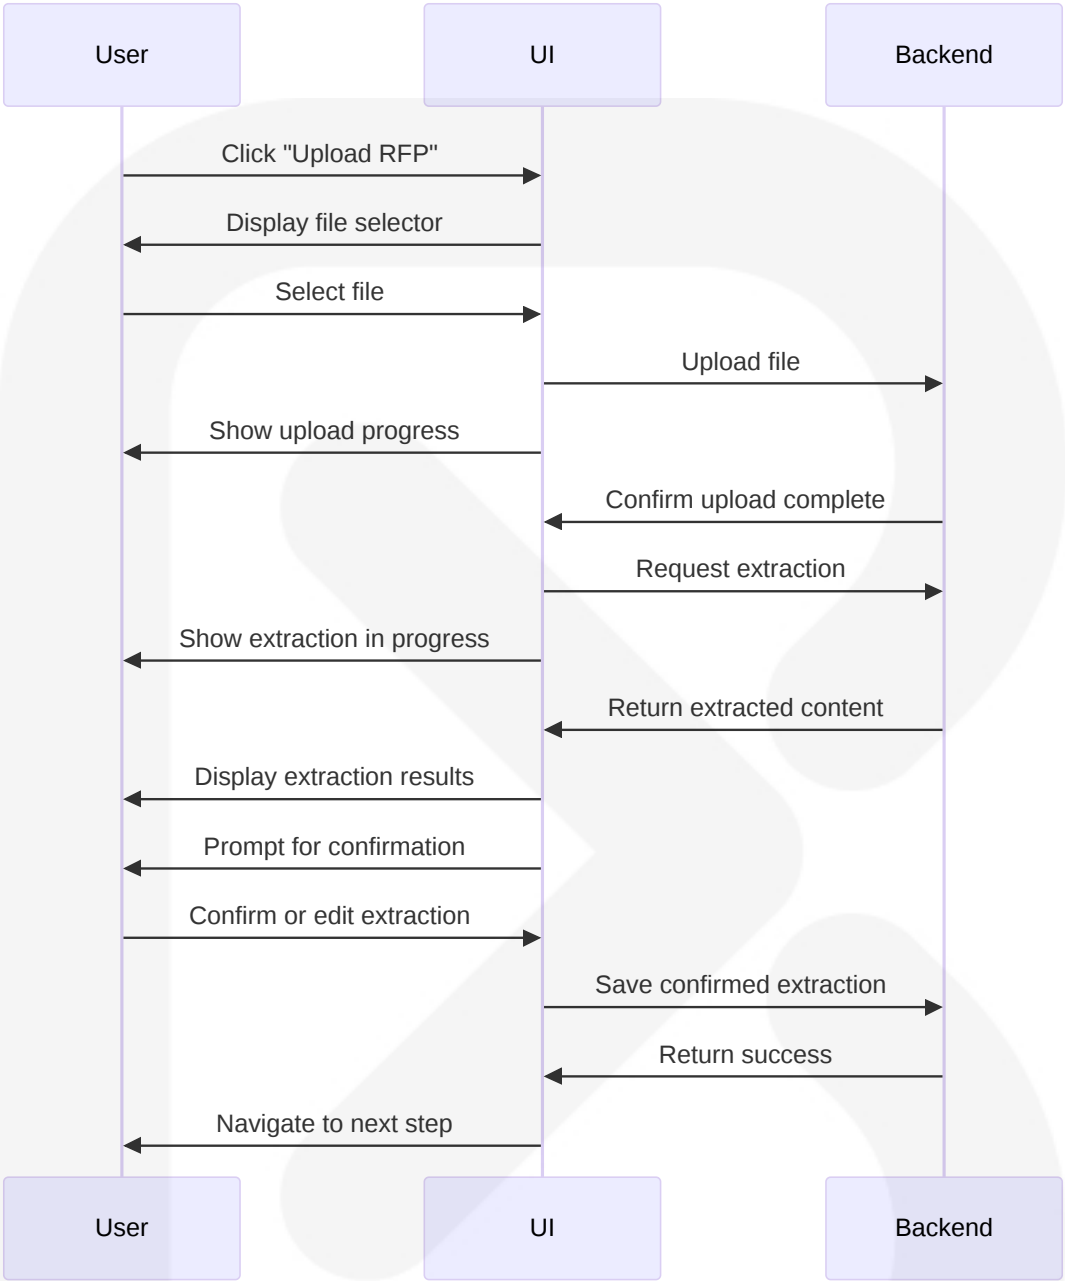 User
UI
Backend
Click "Upload RFP"
Display file selector
Select file
Upload file
Show upload progress
Confirm upload complete
Request extraction
Show extraction in progress
Return extracted content
Display extraction results
Prompt for confirmation
Confirm or edit extraction
Save confirmed extraction
Return success
Navigate to next step
User
UI
Backend